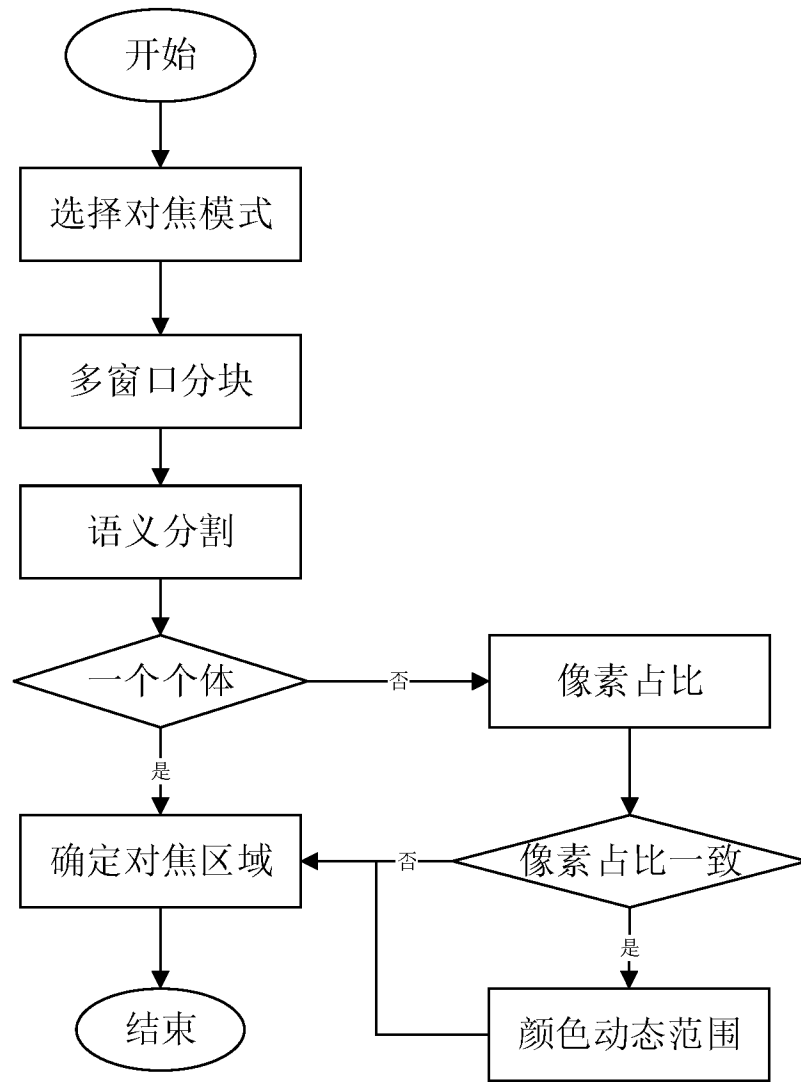 开始
选择对焦模式
多窗口分块
语义分割
一个个体
否
像素占比
是
确定对焦区域
否
像素占比一致
是
结束
颜色动态范围